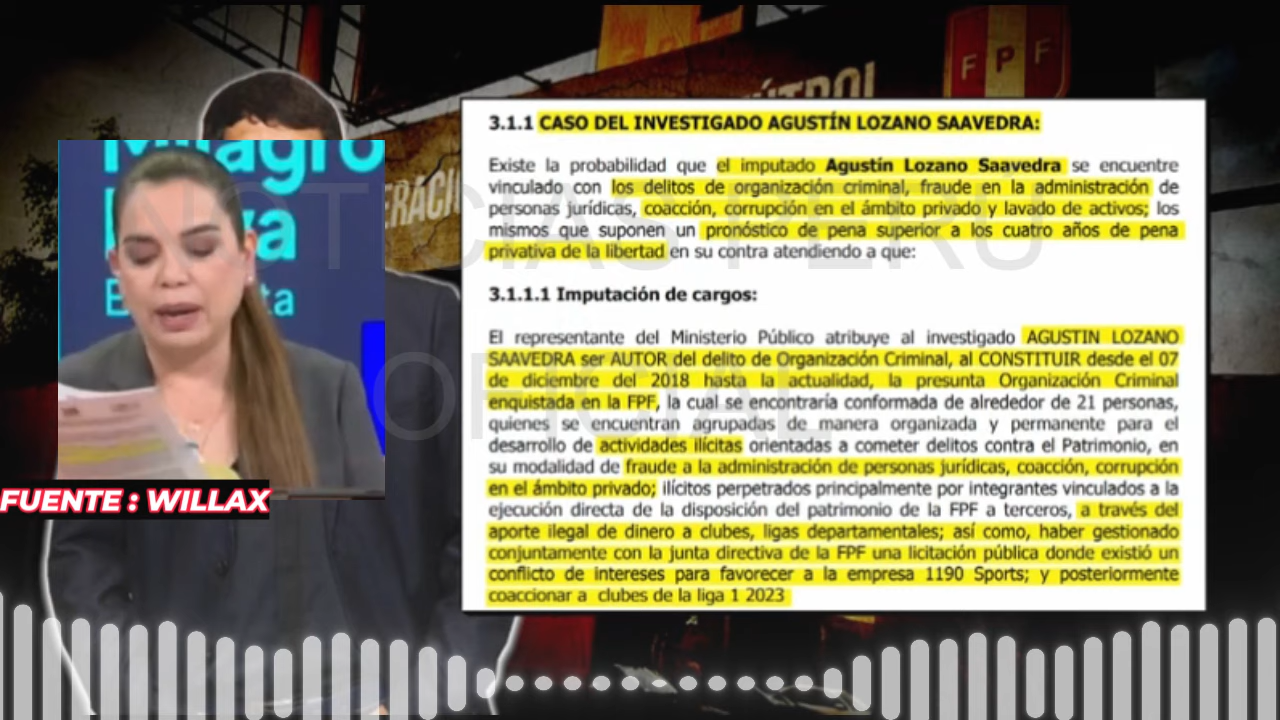 FPF
FÚTBOL
ERACIÓ
Milagro
Leiva
E ta
NOTICIAS PERU
OFICIAL
FUENTE : WILLAX
3.1.1 CASO DEL INVESTIGADO AGUSTÍN LOZANO SAAVEDRA:
Existe la probabilidad que el imputado Agustín Lozano Saavedra se encuentre
vinculado con los delitos de organización criminal, fraude en la administración de
personas jurídicas, coacción, corrupción en el ámbito privado y lavado de activos; los
mismos que suponen un pronóstico de pena superior a los cuatro años de pena
privativa de la libertad en su contra atendiendo a que:
3.1.1.1 Imputación de cargos:
El representante del Ministerio Público atribuye al investigado AGUSTIN LOZANO
SAAVEDRA ser AUTOR del delito de Organización Criminal, al CONSTITUIR desde el 07
de diciembre del 2018 hasta la actualidad, la presunta Organización Criminal
enquistada en la FPF, la cual se encontraría conformada de alrededor de 21 personas,
quienes se encuentran agrupadas de manera organizada y permanente para el
desarrollo de actividades ilícitas orientadas a cometer delitos contra el Patrimonio, en
su modalidad de fraude a la administración de personas jurídicas, coacción, corrupción
en el ámbito privado; ilícitos perpetrados principalmente por integrantes vinculados a la
ejecución directa de la disposición del patrimonio de la FPF a terceros, a través del
aporte ilegal de dinero a clubes, ligas departamentales; así como, haber gestionado
conjuntamente con la junta directiva de la FPF una licitación pública donde existió un
conflicto de intereses para favorecer a la empresa 1190 Sports; y posteriormente
coaccionar a clubes de la liga 1 2023